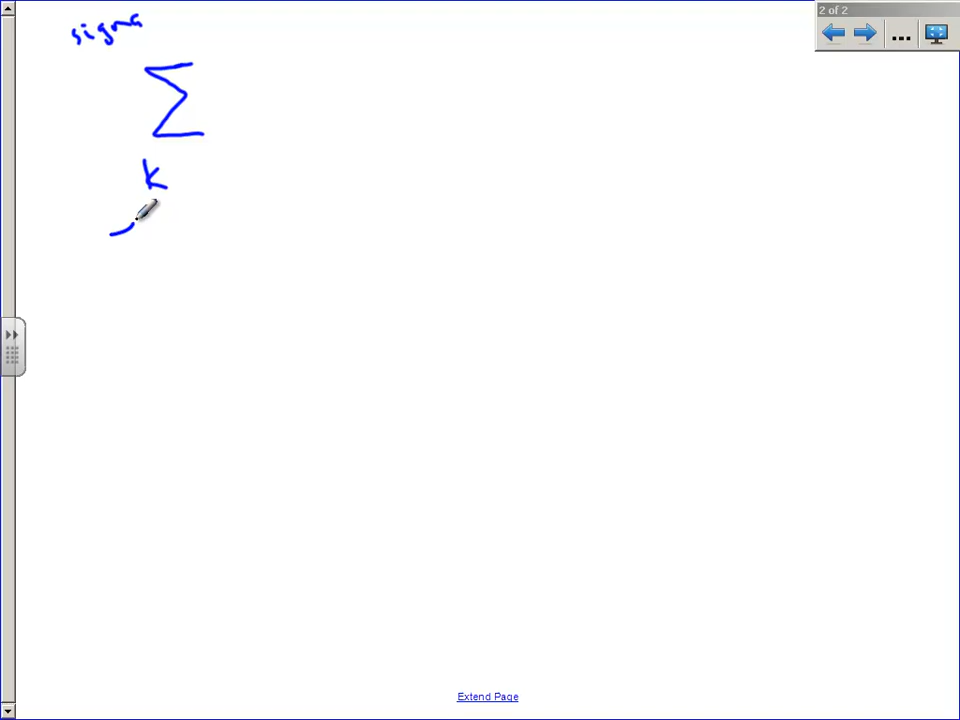 2 of 2
sigma
Σ
k
Extend Page